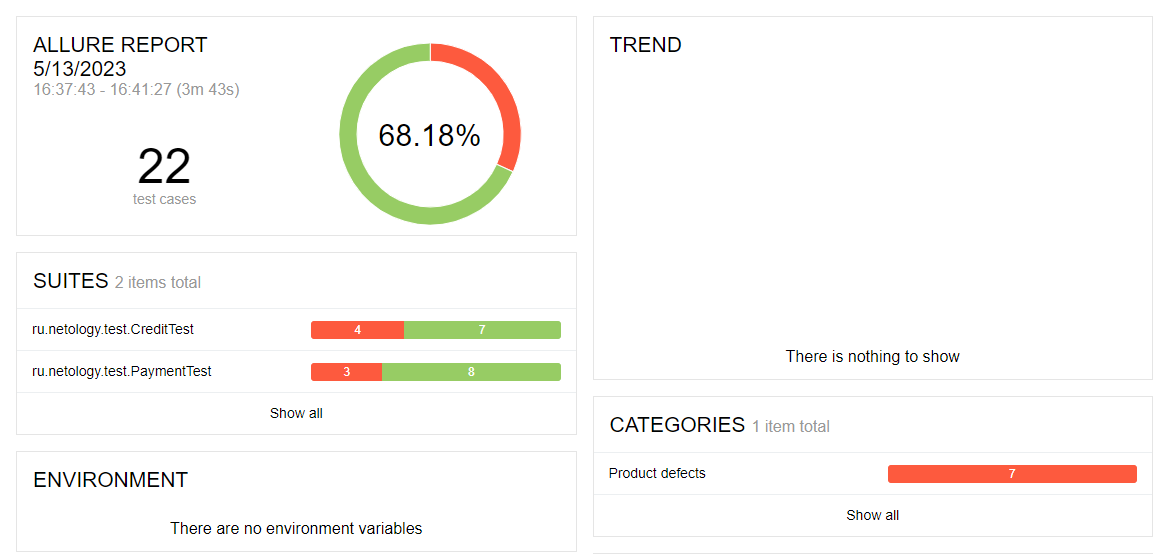 ALLURE REPORT
5/13/2023
16:37:43 - 16:41:27 (3m 43s)
22
test cases
68.18%
SUITES 2 items total
ru.netology.test.CreditTest 4 7
ru.netology.test.PaymentTest 3 8
Show all
ENVIRONMENT
There are no environment variables
TREND
There is nothing to show
CATEGORIES 1 item total
Product defects 7
Show all